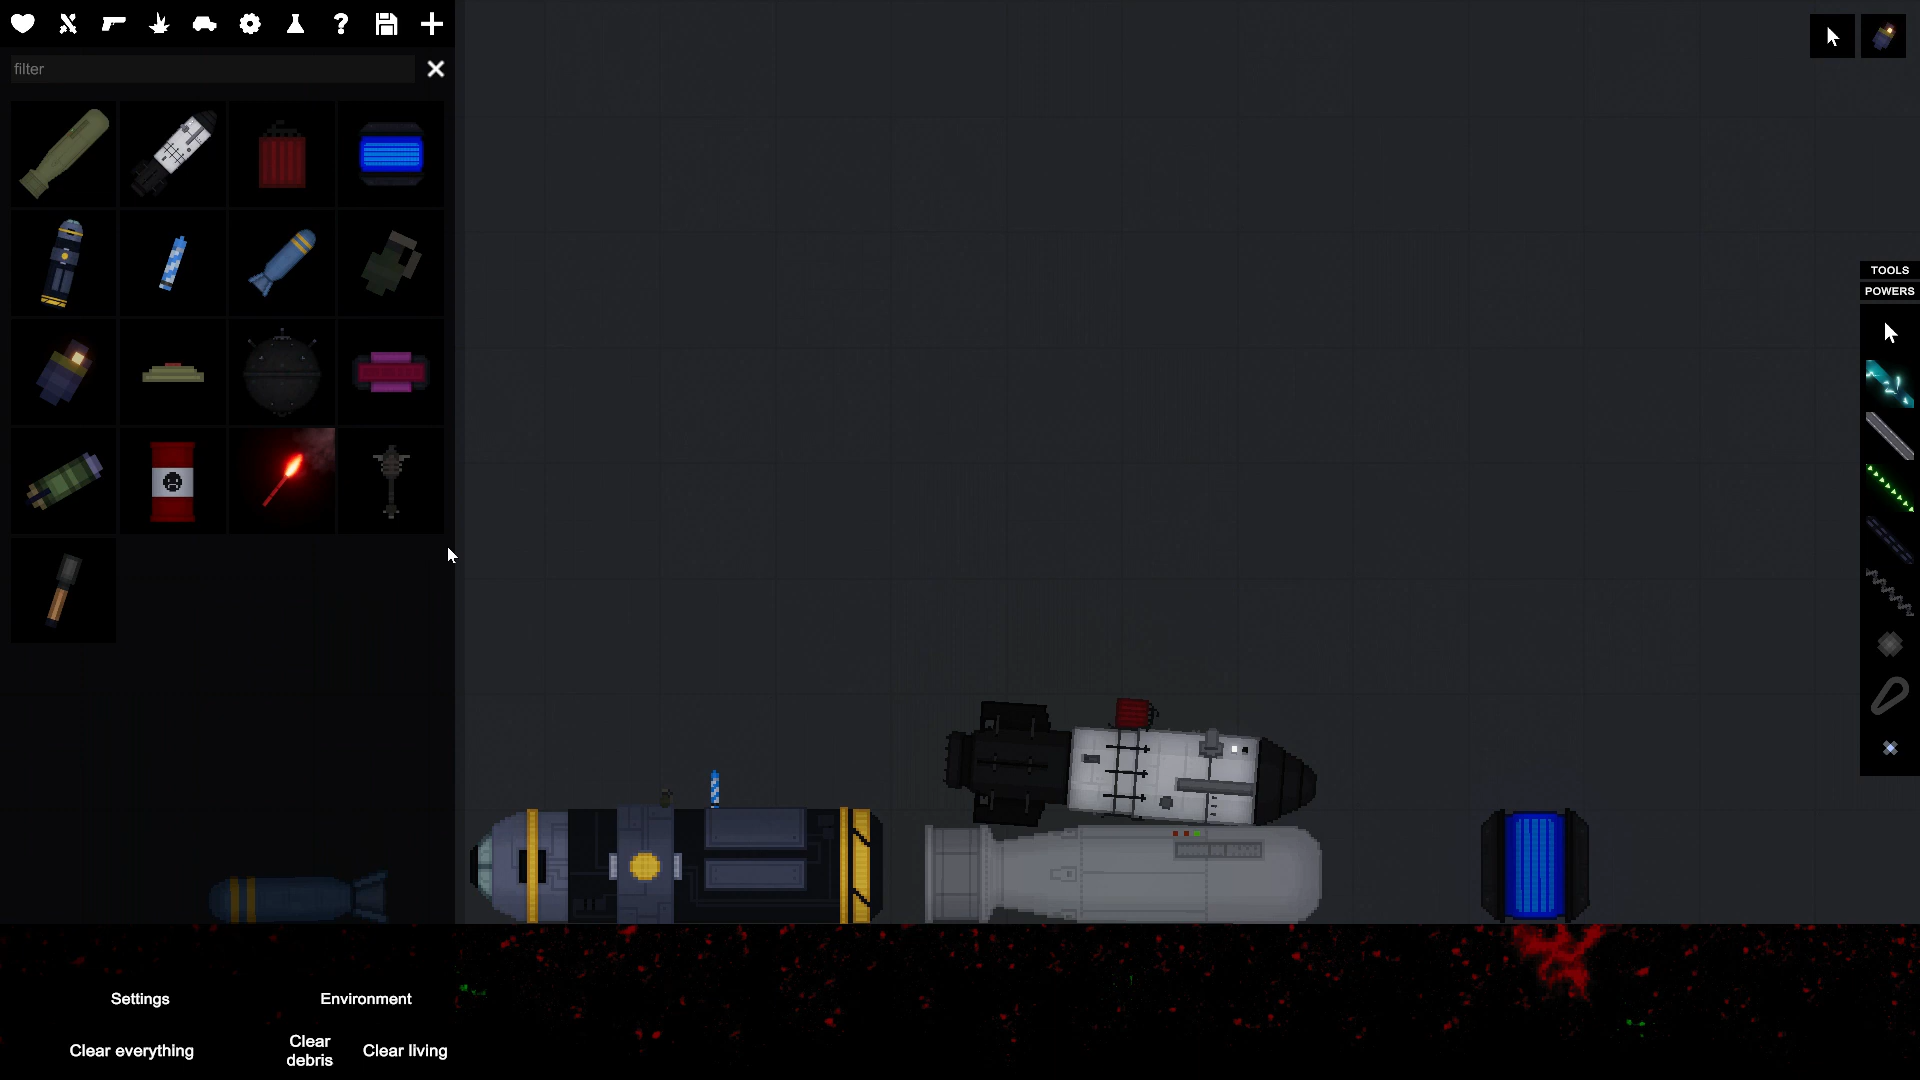 filter
TOOLS
POWERS
Settings
Environment
Clear everything
Clear
debris
Clear living